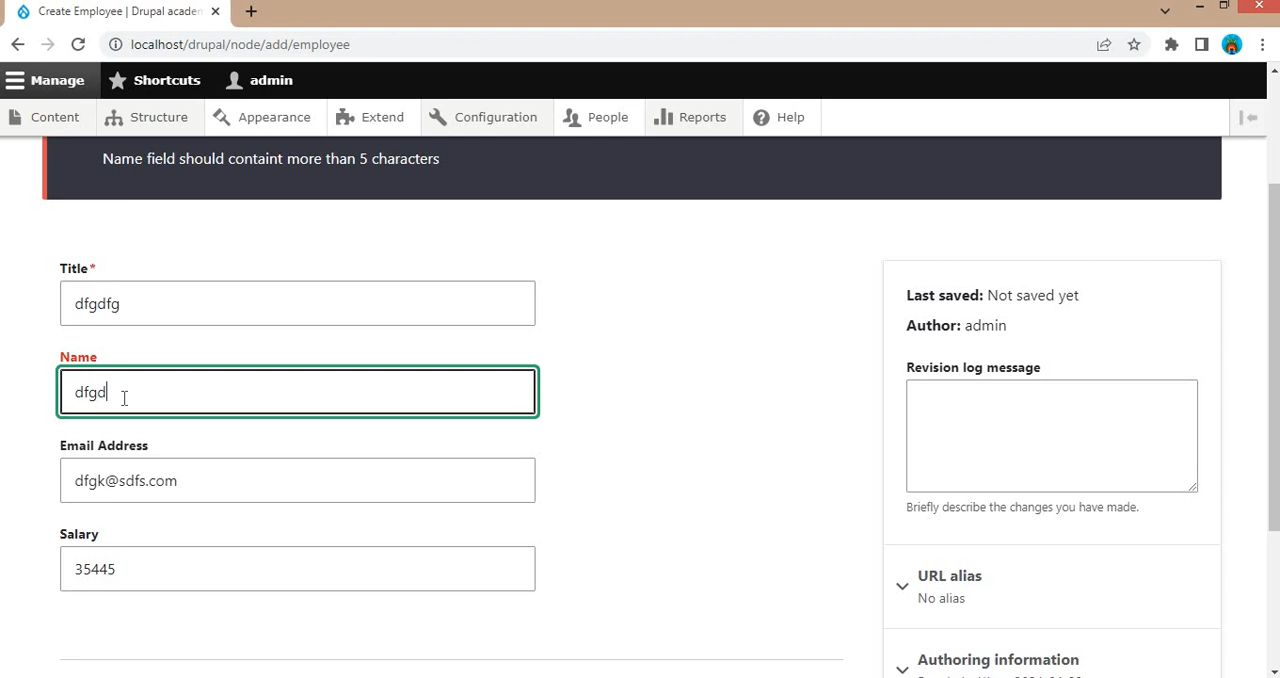 Create Employee | Drupal acade
localhost/drupal/node/add/employee
Manage Shortcuts admin
Content Structure Appearance Extend Configuration People Reports Help
Name field should containt more than 5 characters
Title*
dfgdfg
Name
dfgd
Email Address
dfgk@sdfs.com
Salary
35445
Last saved: Not saved yet
Author: admin
Revision log message
Briefly describe the changes you have made.
URL alias
No alias
Authoring information